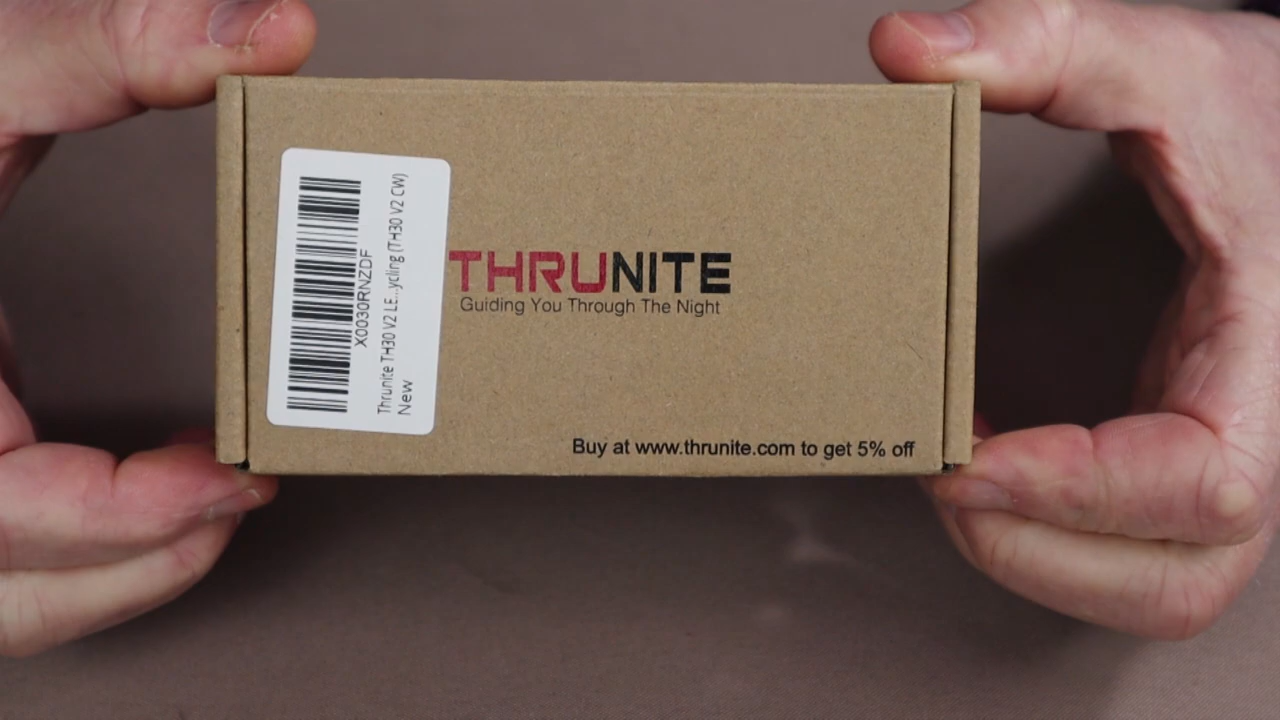 X0030RNZDF
Thrunite TH30 V2 LE...ycling (TH30 V2 CW)
New
THRUNITE
Guiding You Through The Night
Buy at www.thrunite.com to get 5% off